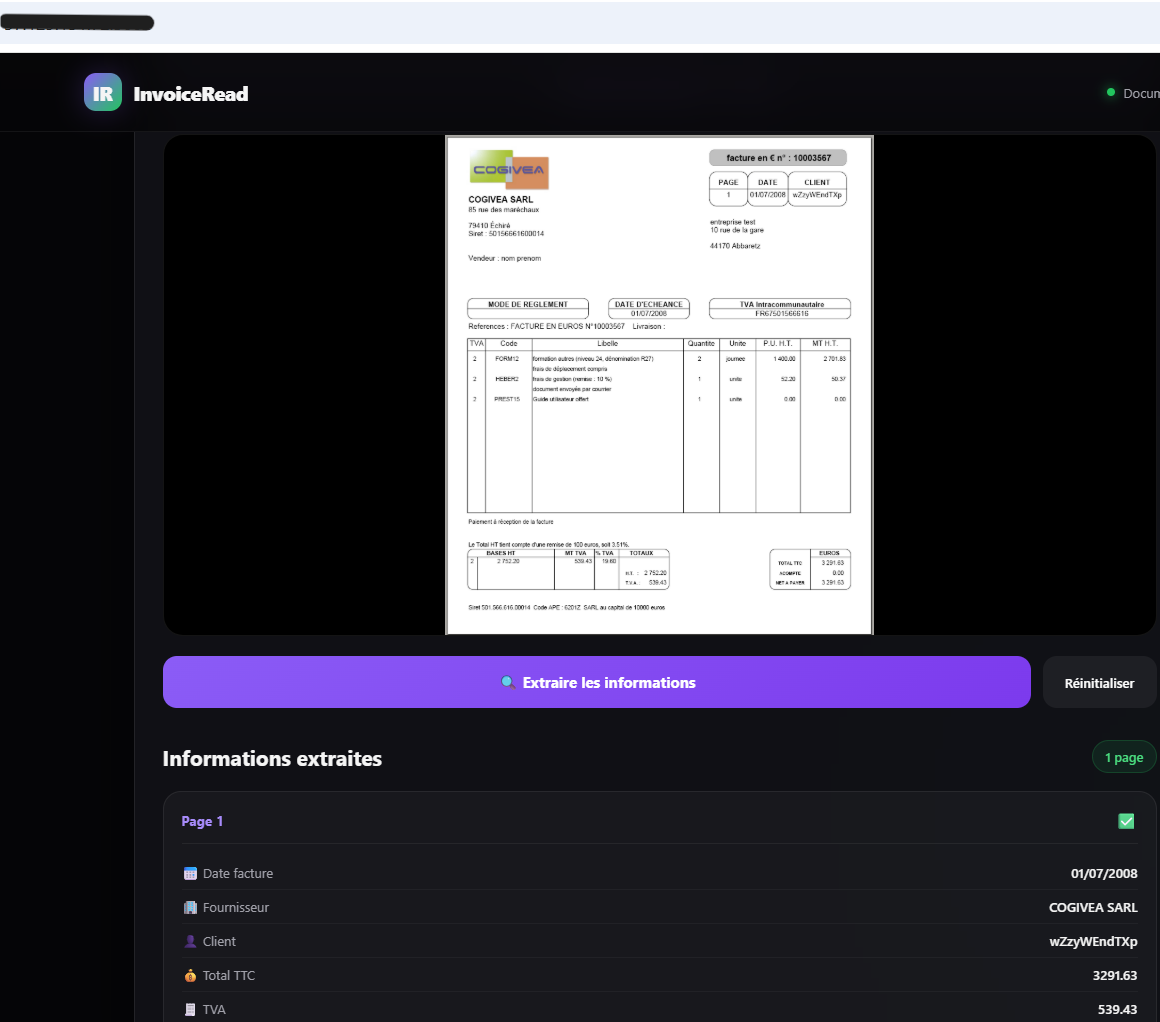 IR InvoiceRead
Docum
COGIVEA
facture en € n° : 10003567
PAGE DATE CLIENT
1 01/07/2008 wZzyWEndTXp
COGIVEA SARL
85 rue des maréchaux
79410 Échiré
Siret : 50156661600014
entreprise test
10 rue de la gare
44170 Abbaretz
Vendeur : nom prenom
MODE DE REGLEMENT
DATE D'ECHEANCE
01/07/2008
TVA Intracommunautaire
FR67501566616
References : FACTURE EN EUROS N°10003567 Livraison :
TVA Code Libelle Quantite Unite P.U. H.T. MT H.T.
2 FORM12 formation autres (niveau 24, dénomination R27) 2 journee 1 400.00 2 701.83
frais de déplacement compris
2 HEBER2 frais de gestion (remise : 10 %) 1 unite 52.20 50.37
document envoyée par courrier
2 PREST15 Guide utilisateur offert 1 unite 0.00 0.00
Paiement à réception de la facture
Le Total HT tient compte d'une remise de 100 euros, soit 3.51%.
BASES HT MT TVA % TVA TOTAUX
2 2 752.20 539.43 19.60
H.T. : 2 752.20
T.V.A. : 539.43
EUROS
TOTAL TTC 3 291.63
ACOMPTE 0.00
NET A PAYER 3 291.63
Siret 501.566.616.00014 Code APE : 6201Z SARL au capital de 10000 euros
Extraire les informations
Réinitialiser
Informations extraites
1 page
Page 1
Date facture 01/07/2008
Fournisseur COGIVEA SARL
Client wZzyWEndTXp
Total TTC 3291.63
TVA 539.43